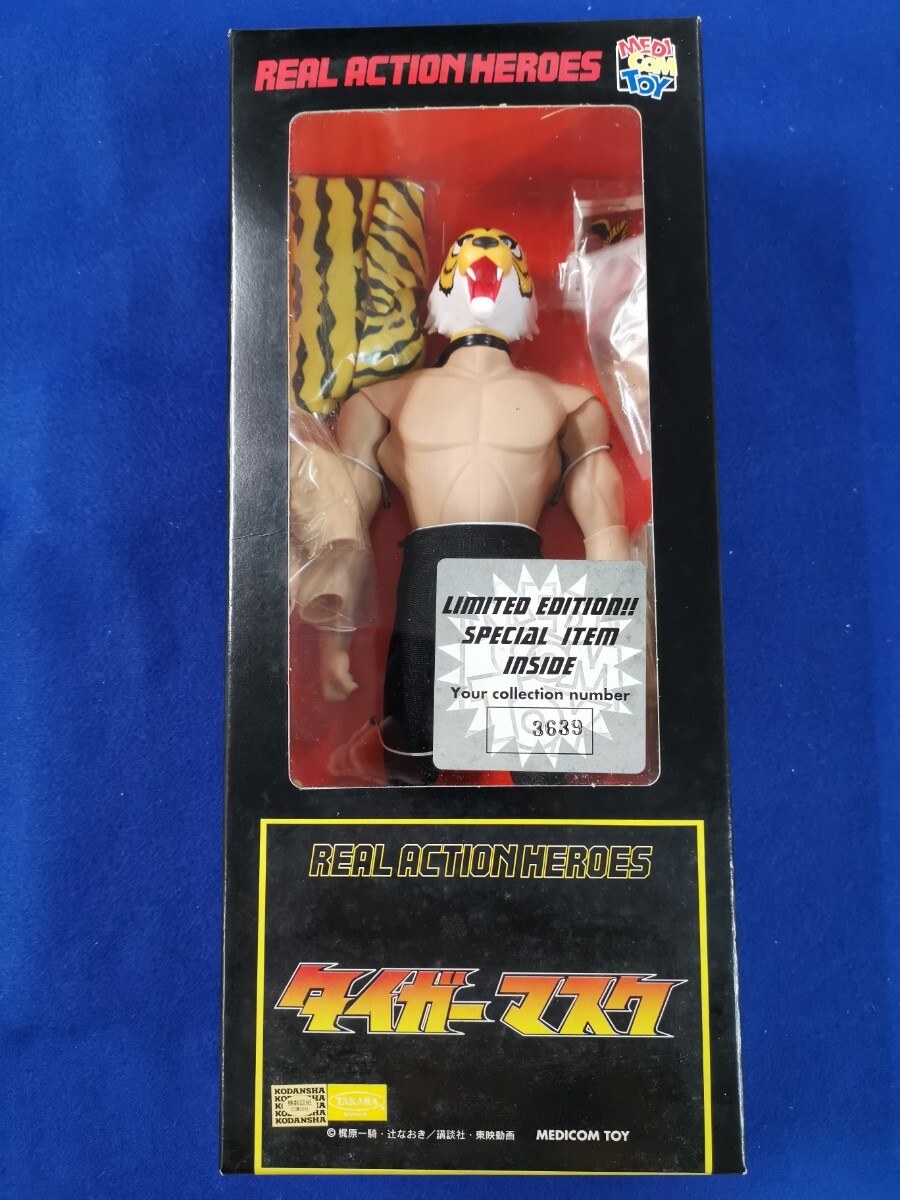 REAL ACTION HEROES
MEDI
COM
TOY
LIMITED EDITION!!
SPECIAL ITEM
INSIDE
Your collection number
3639
REAL ACTION HEROES
タイガーマスク
KODANSHA
KODANSHA
TAKARA
©梶原一騎・辻なおき／講談社・東映動画
MEDICOM TOY